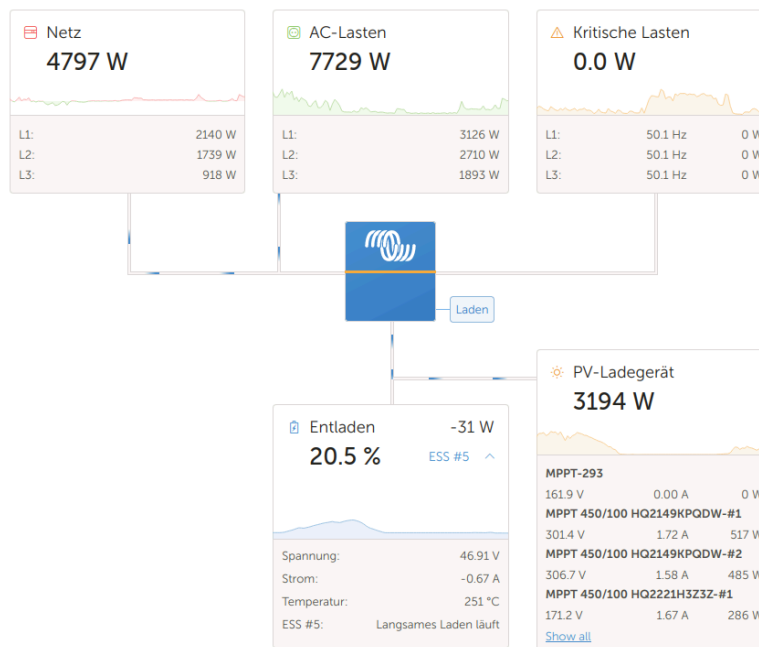 Netz
4797 W
L1: 2140 W
L2: 1739 W
L3: 918 W
AC-Lasten
7729 W
L1: 3126 W
L2: 2710 W
L3: 1893 W
Kritische Lasten
0.0 W
L1: 50.1 Hz 0 W
L2: 50.1 Hz 0 W
L3: 50.1 Hz 0 W
Laden
Entladen -31 W
20.5 % ESS #5
Spannung: 46.91 V
Strom: -0.67 A
Temperatur: 251 °C
ESS #5: Langsames Laden läuft
PV-Ladegerät
3194 W
MPPT-293
161.9 V 0.00 A 0 W
MPPT 450/100 HQ2149KPQDW-#1
301.4 V 1.72 A 517 W
MPPT 450/100 HQ2149KPQDW-#2
306.7 V 1.58 A 485 W
MPPT 450/100 HQ2221H3Z3Z-#1
171.2 V 1.67 A 286 W
Show all